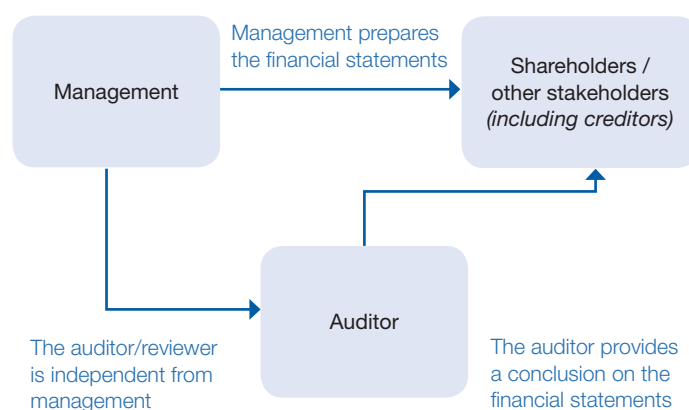 Management prepares
the financial statements
Management
Shareholders /
other stakeholders
(including creditors)
Auditor
The auditor/reviewer
is independent from
management
The auditor provides
a conclusion on the
financial statements